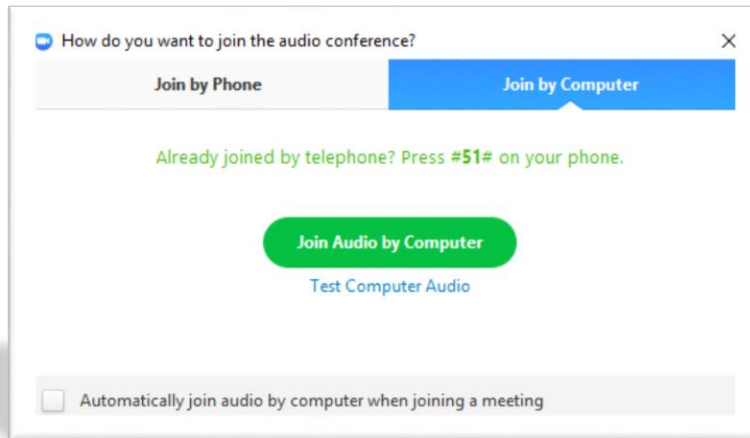 How do you want to join the audio conference?
Join by Phone
Join by Computer
Already joined by telephone? Press #51# on your phone.
Join Audio by Computer
Test Computer Audio
Automatically join audio by computer when joining a meeting